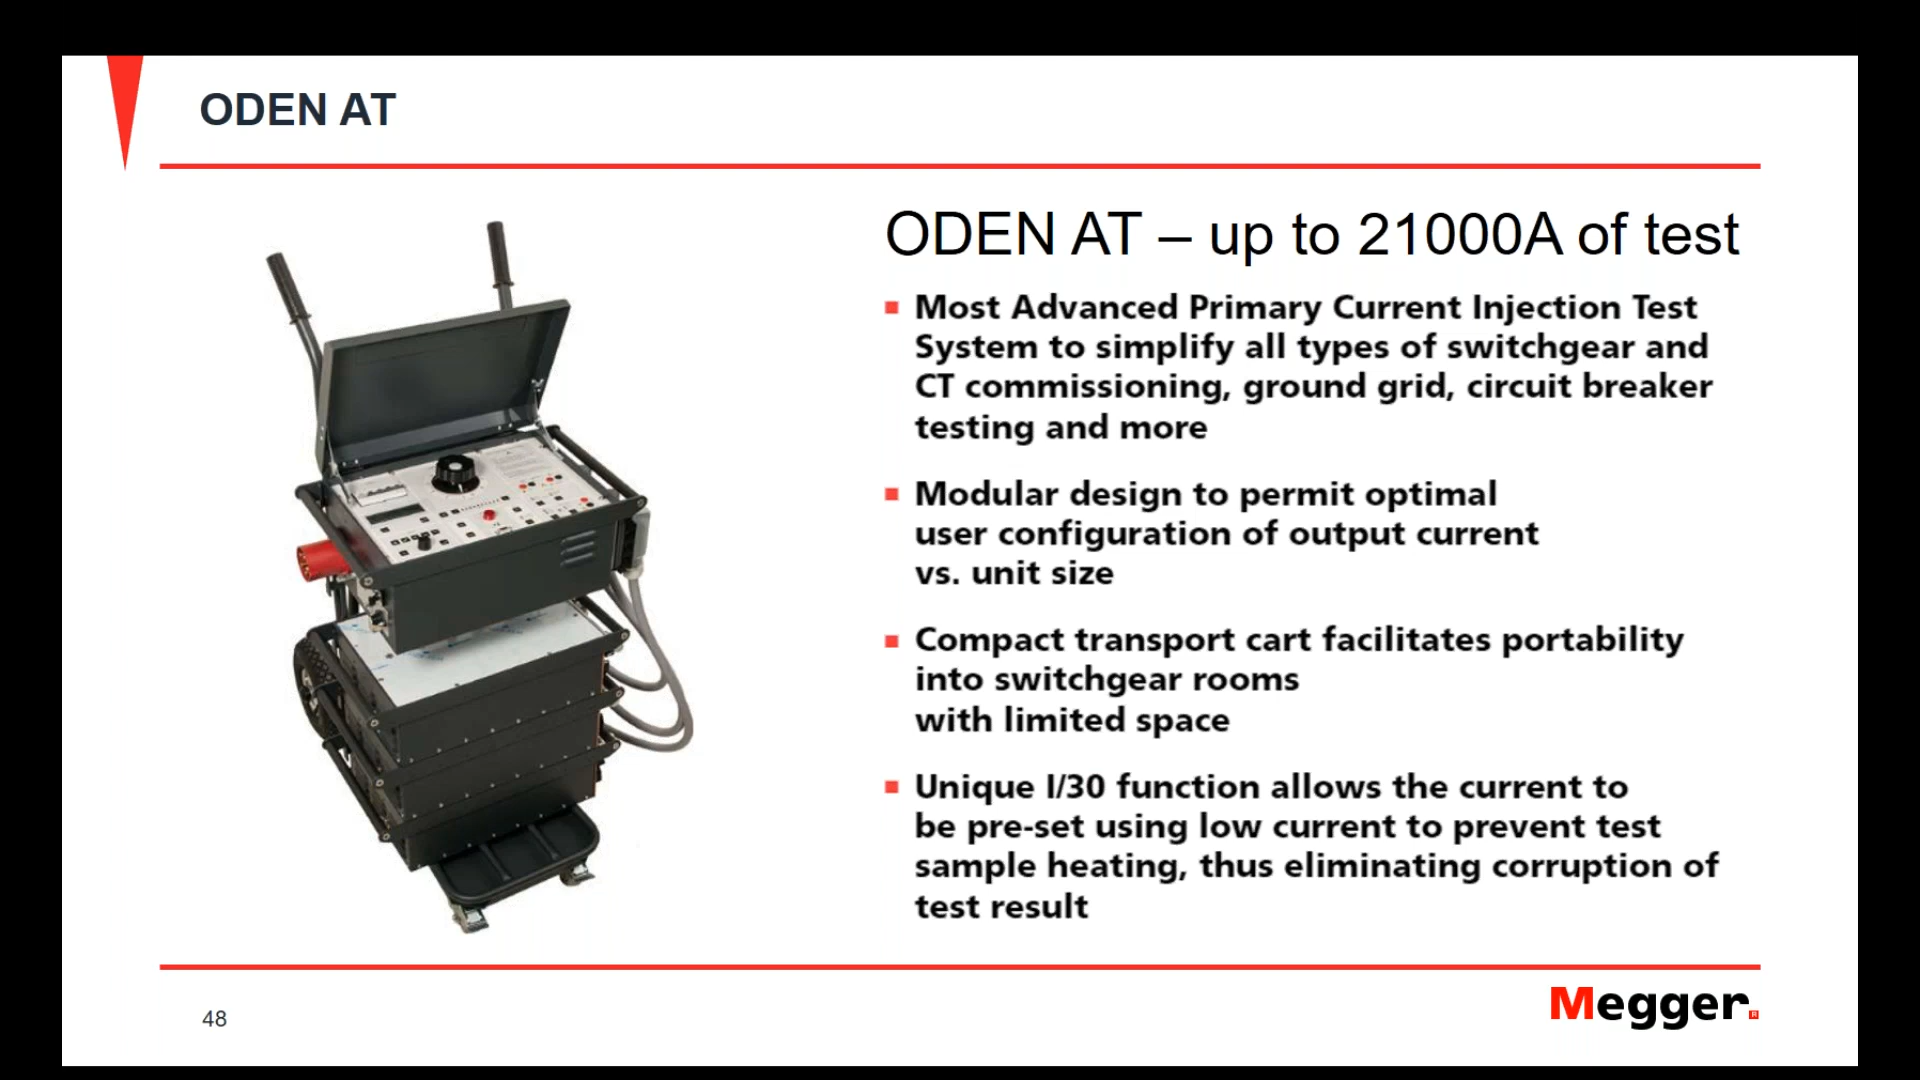 ODEN AT
ODEN AT – up to 21000A of test
Most Advanced Primary Current Injection Test
System to simplify all types of switchgear and
CT commissioning, ground grid, circuit breaker
testing and more
Modular design to permit optimal
user configuration of output current
vs. unit size
Compact transport cart facilitates portability
into switchgear rooms
with limited space
Unique I/30 function allows the current to
be pre-set using low current to prevent test
sample heating, thus eliminating corruption of
test result
48
Megger.